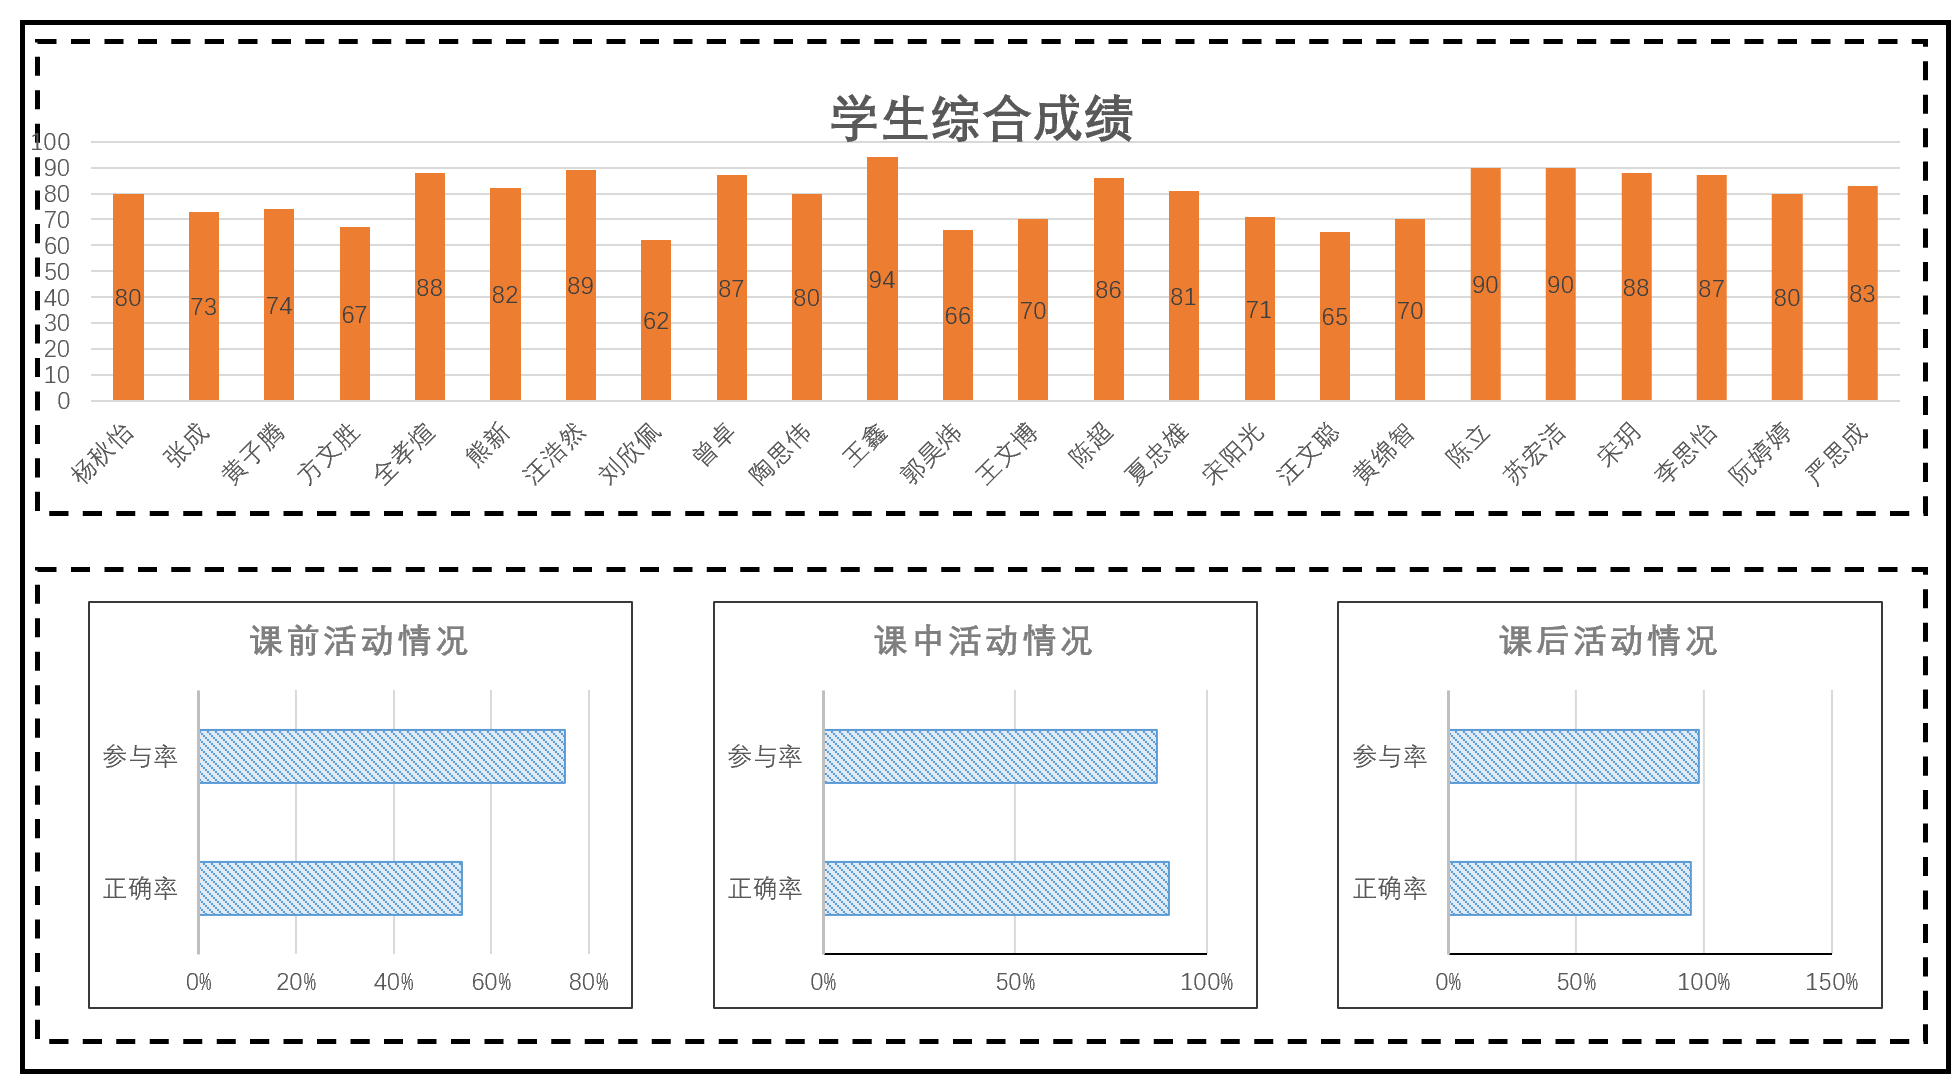 学生综合成绩
100
90
80
70
60
50
40
30
20
10
0
80 73 74 67 88 82 89 62 87 80 94 66 70 86 81 71 65 70 90 90 88 87 80 83
杨秋怡 张成 黄子腾 方文胜 全孝煊 熊新 汪浩然 刘欣佩 曾卓 陶思伟 王鑫 郭昊炜 王文博 陈超 夏忠雄 宋阳光 汪文聪 黄绵智 陈立 苏宏洁 宋玥 李思怡 阮婷婷 严思成
课前活动情况
参与率
正确率
0% 20% 40% 60% 80%
课中活动情况
参与率
正确率
0% 50% 100%
课后活动情况
参与率
正确率
0% 50% 100% 150%